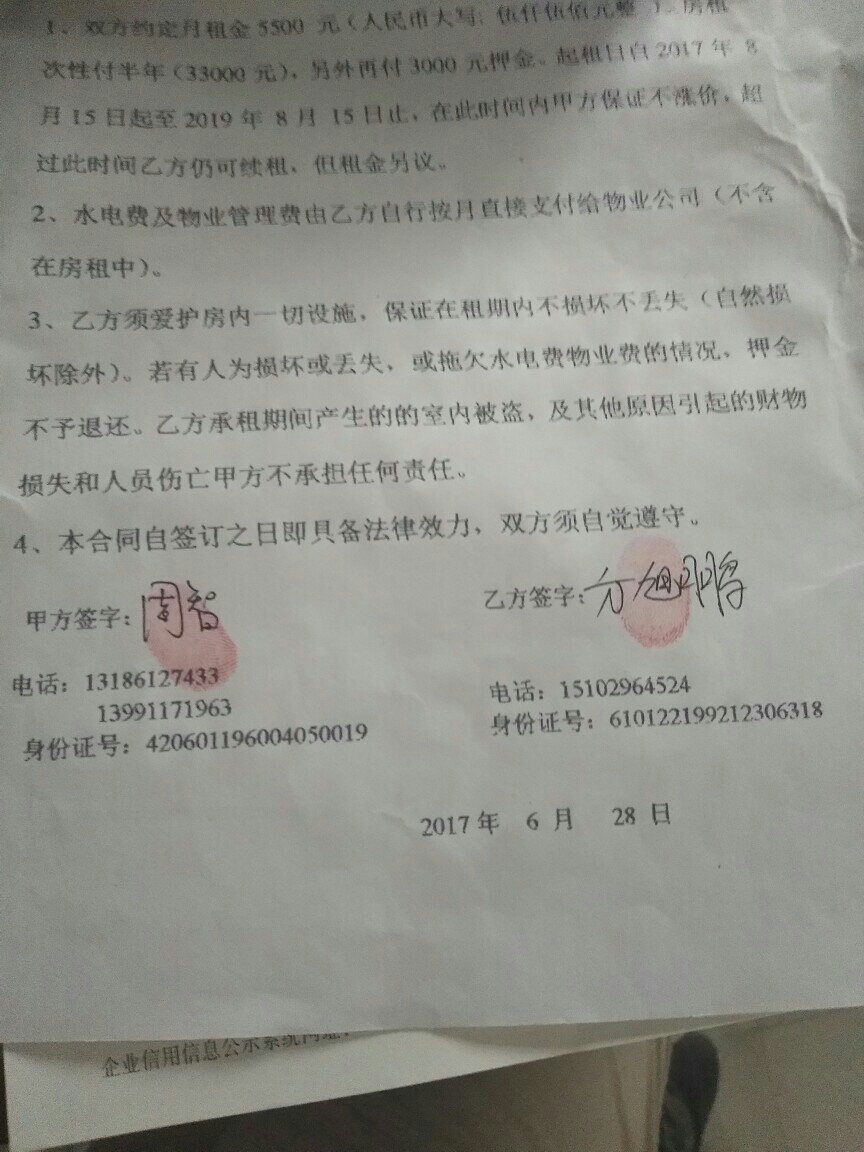 1、双方约定月租金 5500 元（人民币大写：伍仟伍佰元整 ）。房租
次性付半年（33000 元），另外再付 3000 元押金。起租日自 2017 年 8
月 15 日起至 2019 年 8 月 15 日止，在此时间内甲方保证不涨价，超
过此时间乙方仍可续租，但租金另议。
2、水电费及物业管理费由乙方自行按月直接支付给物业公司（不含
在房租中）。
3、乙方须爱护房内一切设施，保证在租期内不损坏不丢失（自然损
坏除外）。若有人为损坏或丢失、或拖欠水电费物业费的情况，押金
不予退还。乙方承租期间产生的的室内被盗，及其他原因引起的财物
损失和人员伤亡甲方不承担任何责任。
4、本合同自签订之日即具备法律效力，双方须自觉遵守。
甲方签字：周智 乙方签字：方旭鹏
电话：13186127433 电话：15102964524
13991171963
身份证号：420601196004050019 身份证号：610122199212306318
2017 年 6 月 28 日
企业信用信息公示系统网址：